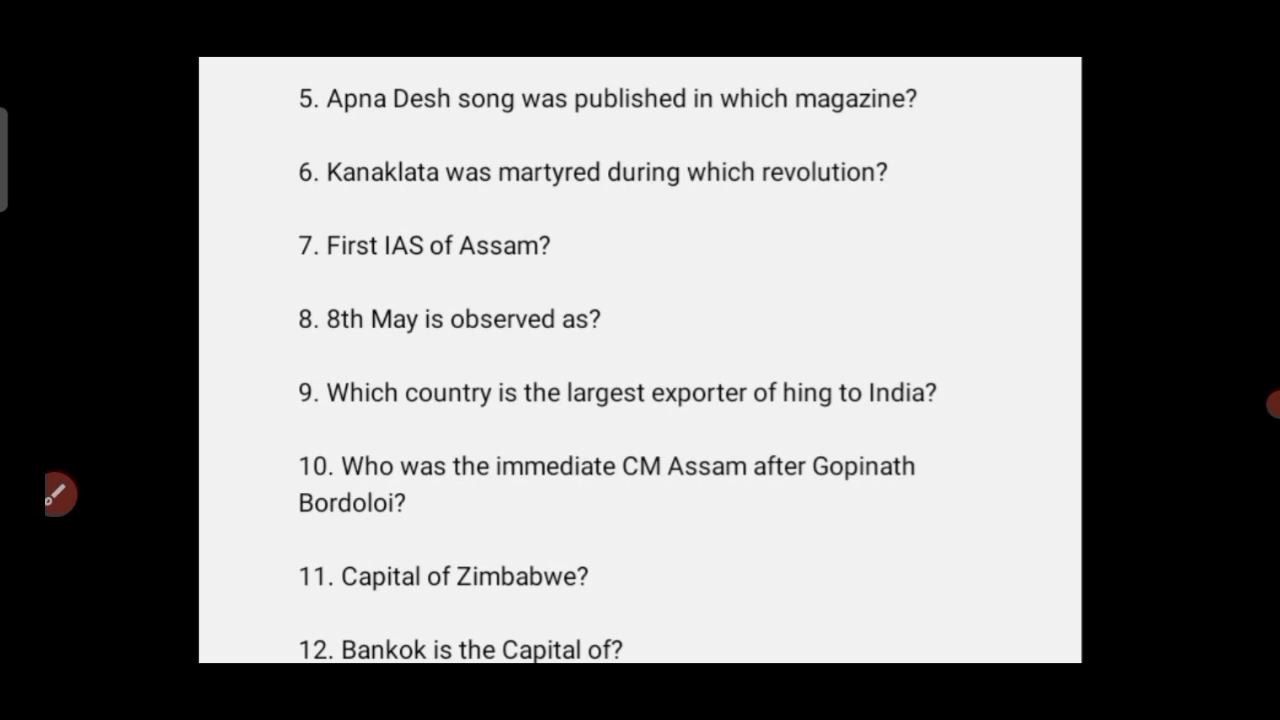 5. Apna Desh song was published in which magazine?
6. Kanaklata was martyred during which revolution?
7. First IAS of Assam?
8. 8th May is observed as?
9. Which country is the largest exporter of hing to India?
10. Who was the immediate CM Assam after Gopinath
Bordoloi?
11. Capital of Zimbabwe?
12. Bankok is the Capital of?